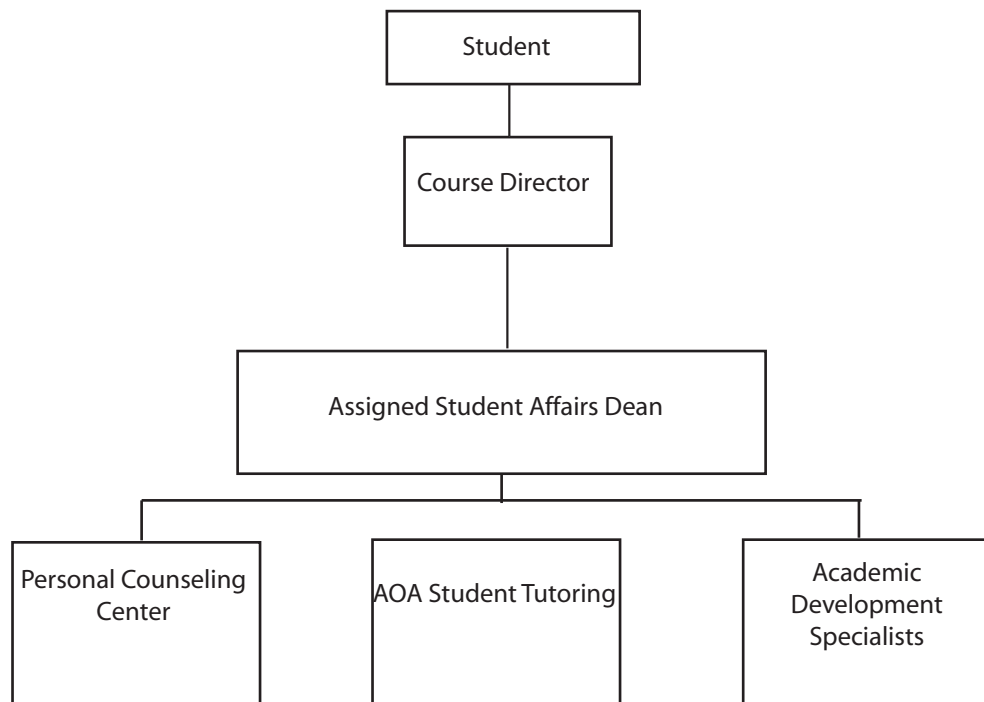 Student
Course Director
Assigned Student Affairs Dean
Personal Counseling
Center
AOA Student Tutoring
Academic
Development
Specialists